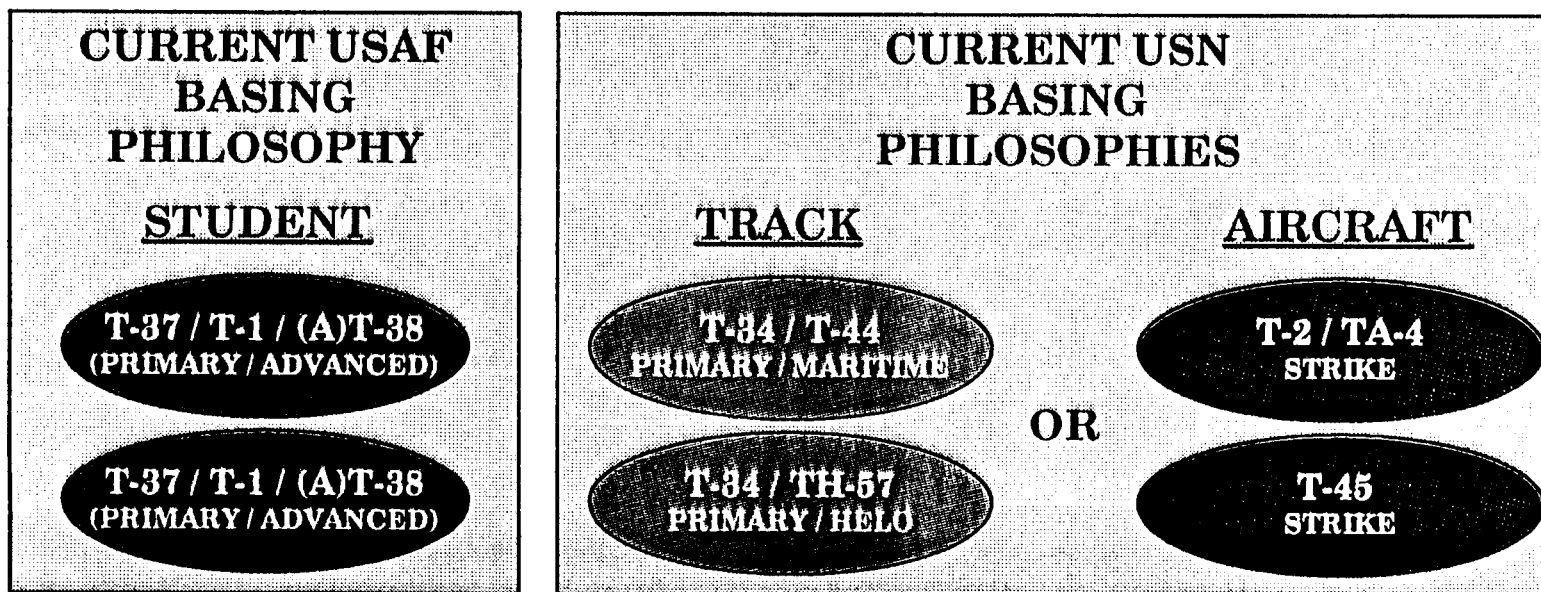 CURRENT USAF
BASING
PHILOSOPHY
STUDENT
T-37 / T-1 / (A)T-38
(PRIMARY / ADVANCED)
T-37 / T-1 / (A)T-38
(PRIMARY / ADVANCED)
CURRENT USN
BASING
PHILOSOPHIES
TRACK
T-34 / T-44
PRIMARY / MARITIME
T-34 / TH-57
PRIMARY / HELO
OR
AIRCRAFT
T-2 / TA-4
STRIKE
T-45
STRIKE